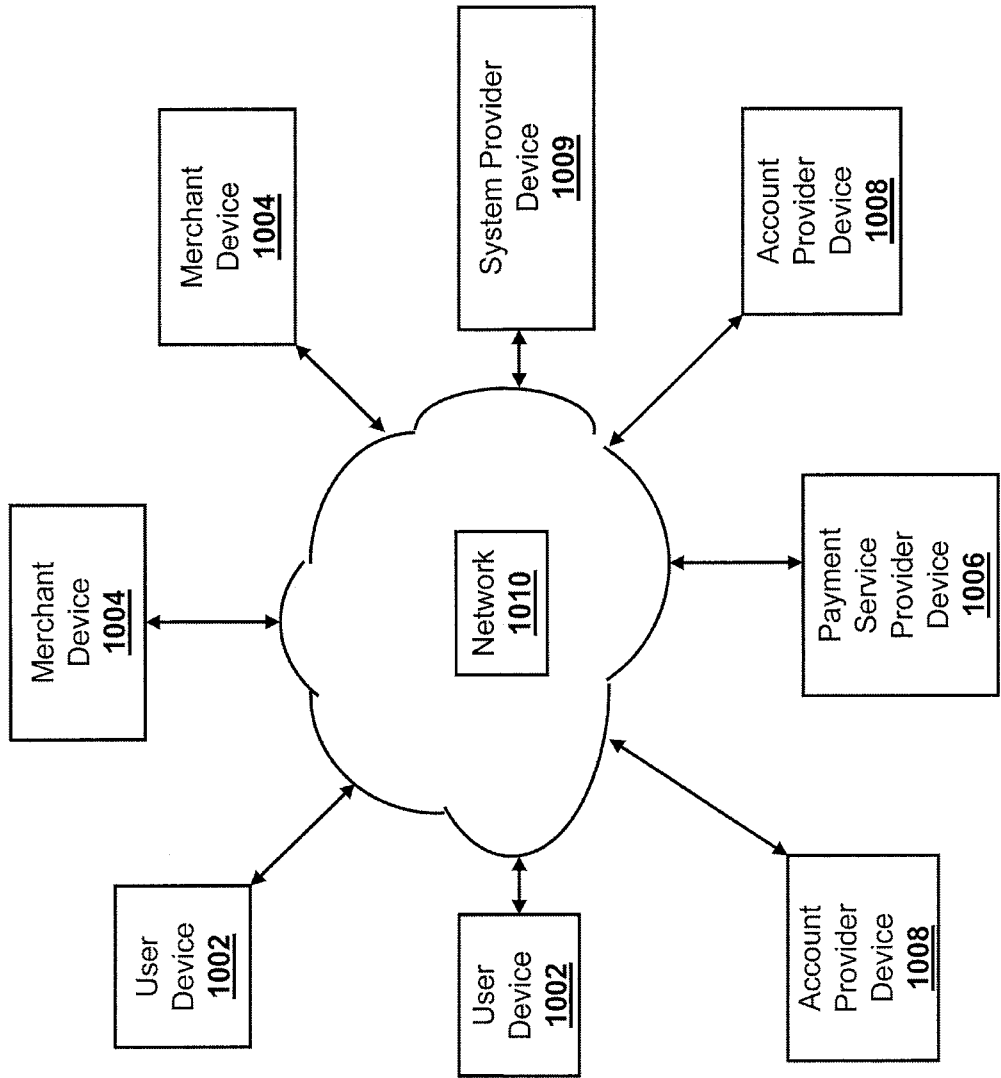 User
Device
1002
Merchant
Device
1004
Merchant
Device
1004
User
Device
1002
Network
1010
System Provider
Device
1009
Account
Provider
Device
1008
Payment
Service
Provider
Device
1006
Account
Provider
Device
1008